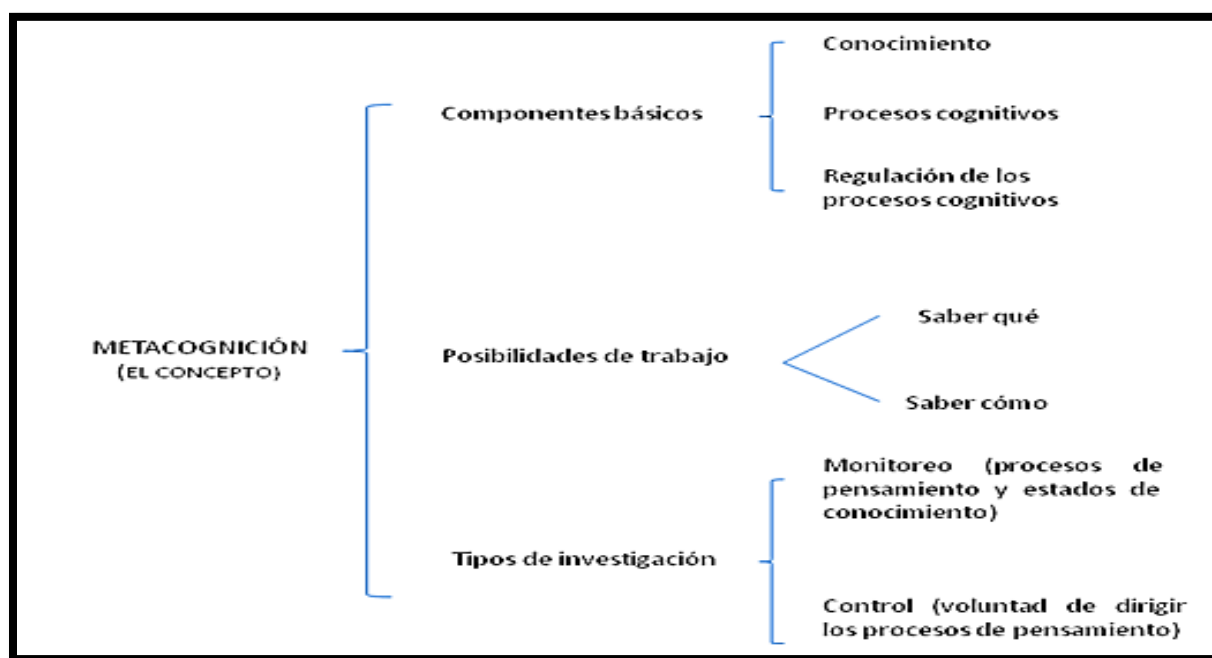 Conocimiento
Componentes básicos
Procesos cognitivos
Regulación de los
procesos cognitivos
METACOGNICIÓN
(EL CONCEPTO)
Posibilidades de trabajo
Saber qué
Saber cómo
Tipos de investigación
Monitoreo (procesos de
pensamiento y estados de
conocimiento)
Control (voluntad de dirigir
los procesos de pensamiento)